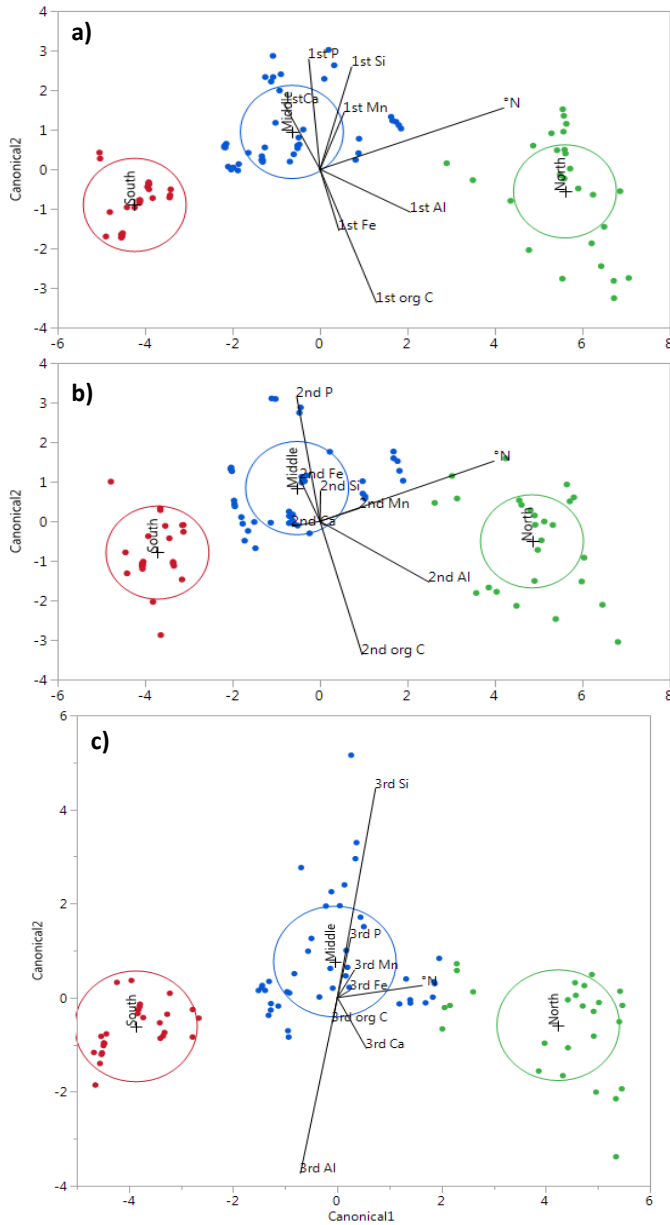 a)
4
3
2
1
0
-1
-2
-3
-4
Canonical2
1st P
1st Si
1stCa
1st Mn
°N
Middle
South
North
1st Al
1st Fe
1st org C
-6 -4 -2 0 2 4 6 8
b)
4
3
2
1
0
-1
-2
-3
-4
Canonical2
2nd P
Middle
2nd Fe
2nd Si
°N
2nd Mn
2nd Ca
South
North
2nd Al
2nd org C
-6 -4 -2 0 2 4 6 8
c)
6
4
2
0
-2
-4
Canonical2
3rd Si
3rd P
Middle
3rd Mn
°N
3rd Fe
3rd org C
South
North
3rd Ca
3rd Al
-4 -2 0 2 4 6
Canonical1